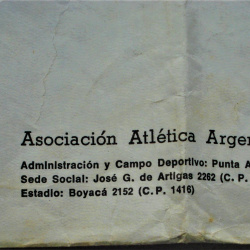 Asociación Atlética Argen
Administración y Campo Deportivo: Punta A
Sede Social: José G. de Artigas 2262 (C. P.
Estadio: Boyacá 2152 (C. P. 1416)